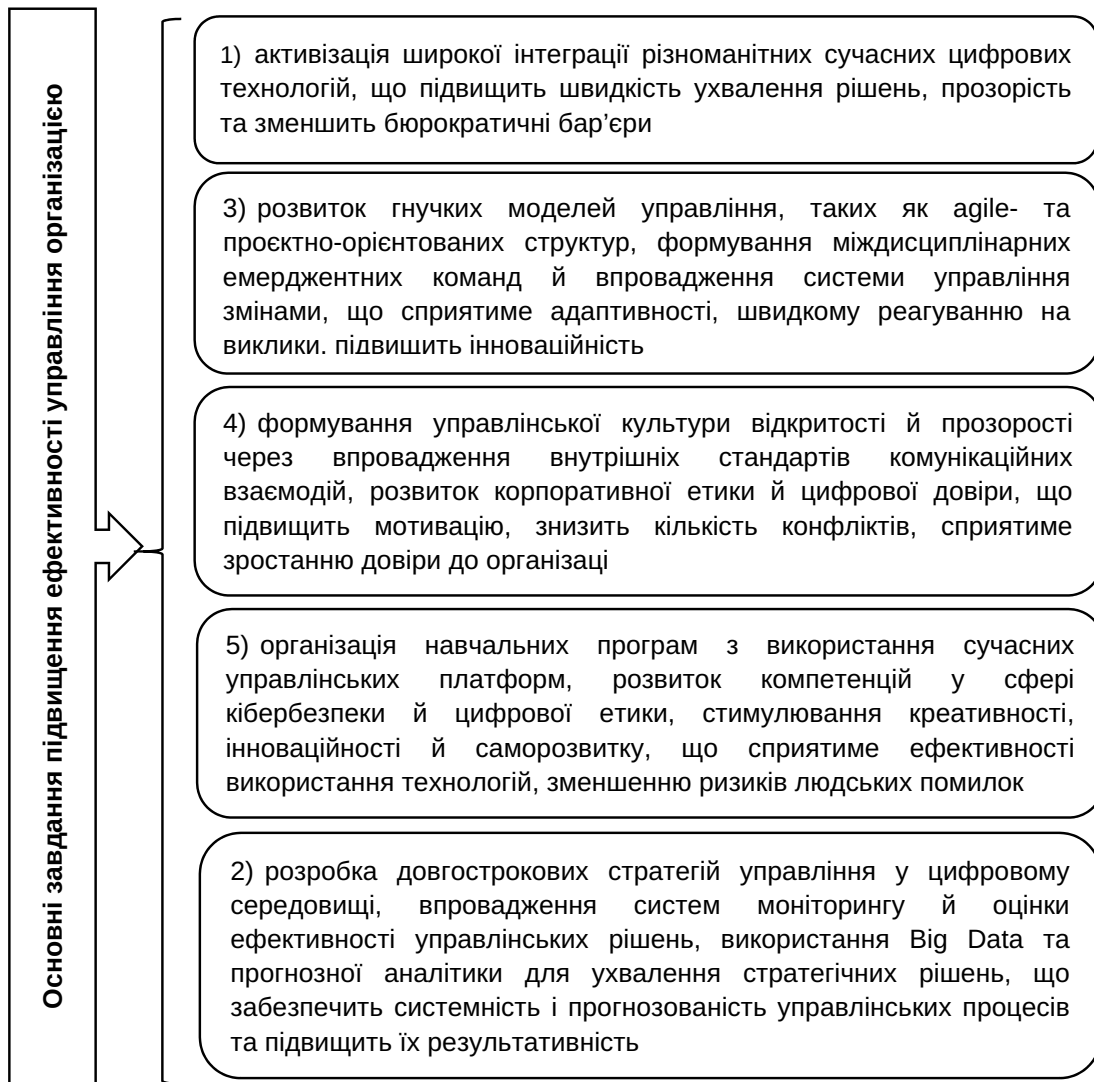 Основні завдання підвищення ефективності управління організацією
1) активізація широкої інтеграції різноманітних сучасних цифрових
технологій, що підвищить швидкість ухвалення рішень, прозорість
та зменшить бюрократичні бар’єри
3) розвиток гнучких моделей управління, таких як agile- та
проєктно-орієнтованих структур, формування міждисциплінарних
емерджентних команд й впровадження системи управління
змінами, що сприятиме адаптивності, швидкому реагуванню на
виклики, підвищить інноваційність
4) формування управлінської культури відкритості й прозорості
через впровадження внутрішніх стандартів комунікаційних
взаємодій, розвиток корпоративної етики й цифрової довіри, що
підвищить мотивацію, знизить кількість конфліктів, сприятиме
зростанню довіри до організаці
5) організація навчальних програм з використання сучасних
управлінських платформ, розвиток компетенцій у сфері
кібербезпеки й цифрової етики, стимулювання креативності,
інноваційності й саморозвитку, що сприятиме ефективності
використання технологій, зменшенню ризиків людських помилок
2) розробка довгострокових стратегій управління у цифровому
середовищі, впровадження систем моніторингу й оцінки
ефективності управлінських рішень, використання Big Data та
прогнозної аналітики для ухвалення стратегічних рішень, що
забезпечить системність і прогнозованість управлінських процесів
та підвищить їх результативність